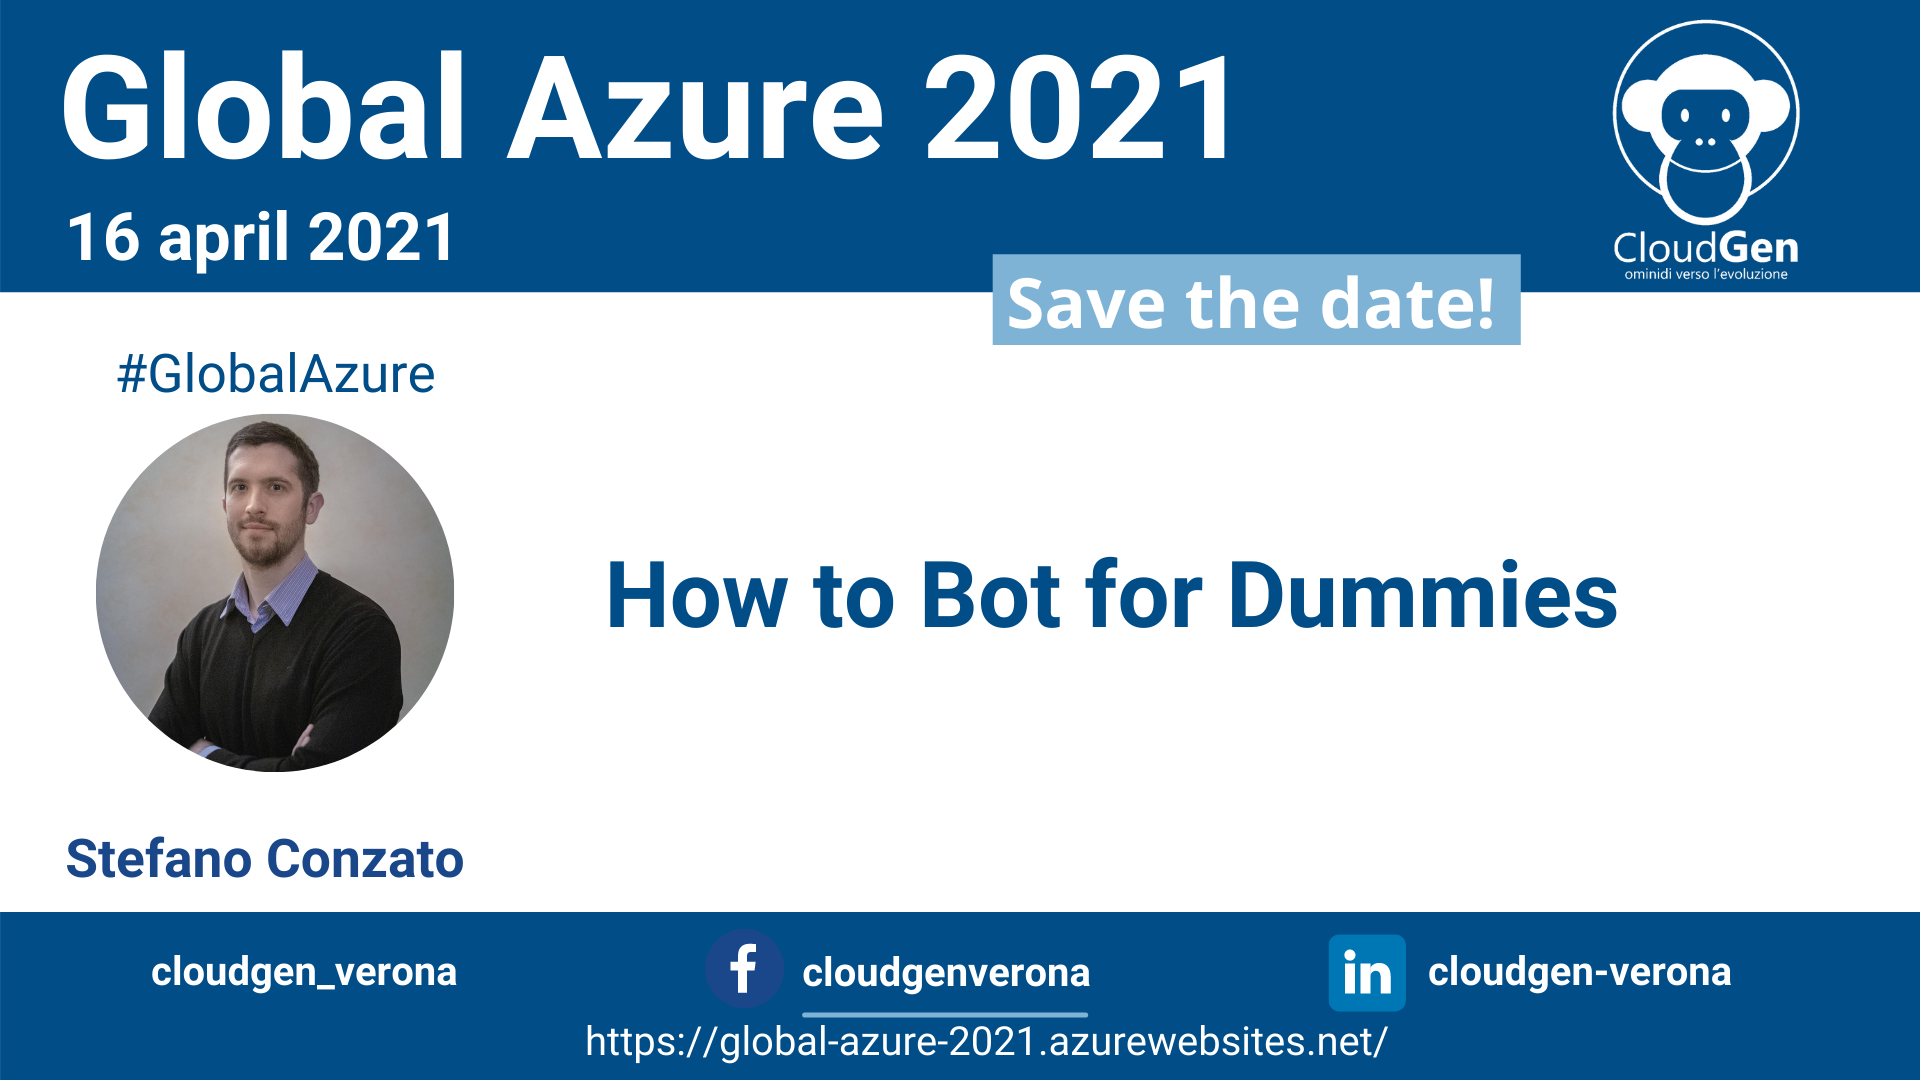 Global Azure 2021
16 april 2021
CloudGen
ominidi verso l'evoluzione
Save the date!
#GlobalAzure
How to Bot for Dummies
Stefano Conzato
cloudgen_verona
f
cloudgenverona
in
cloudgen-verona
https://global-azure-2021.azurewebsites.net/